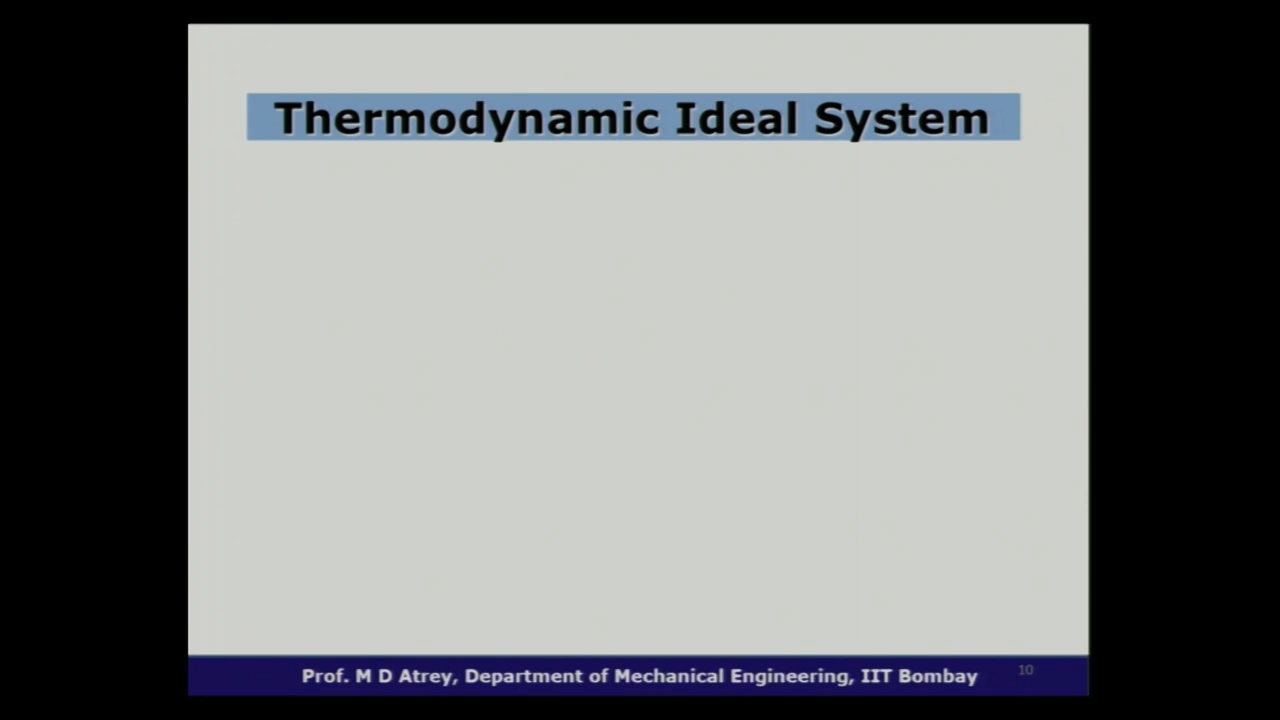 Thermodynamic Ideal System
Prof. M D Atrey, Department of Mechanical Engineering, IIT Bombay
10